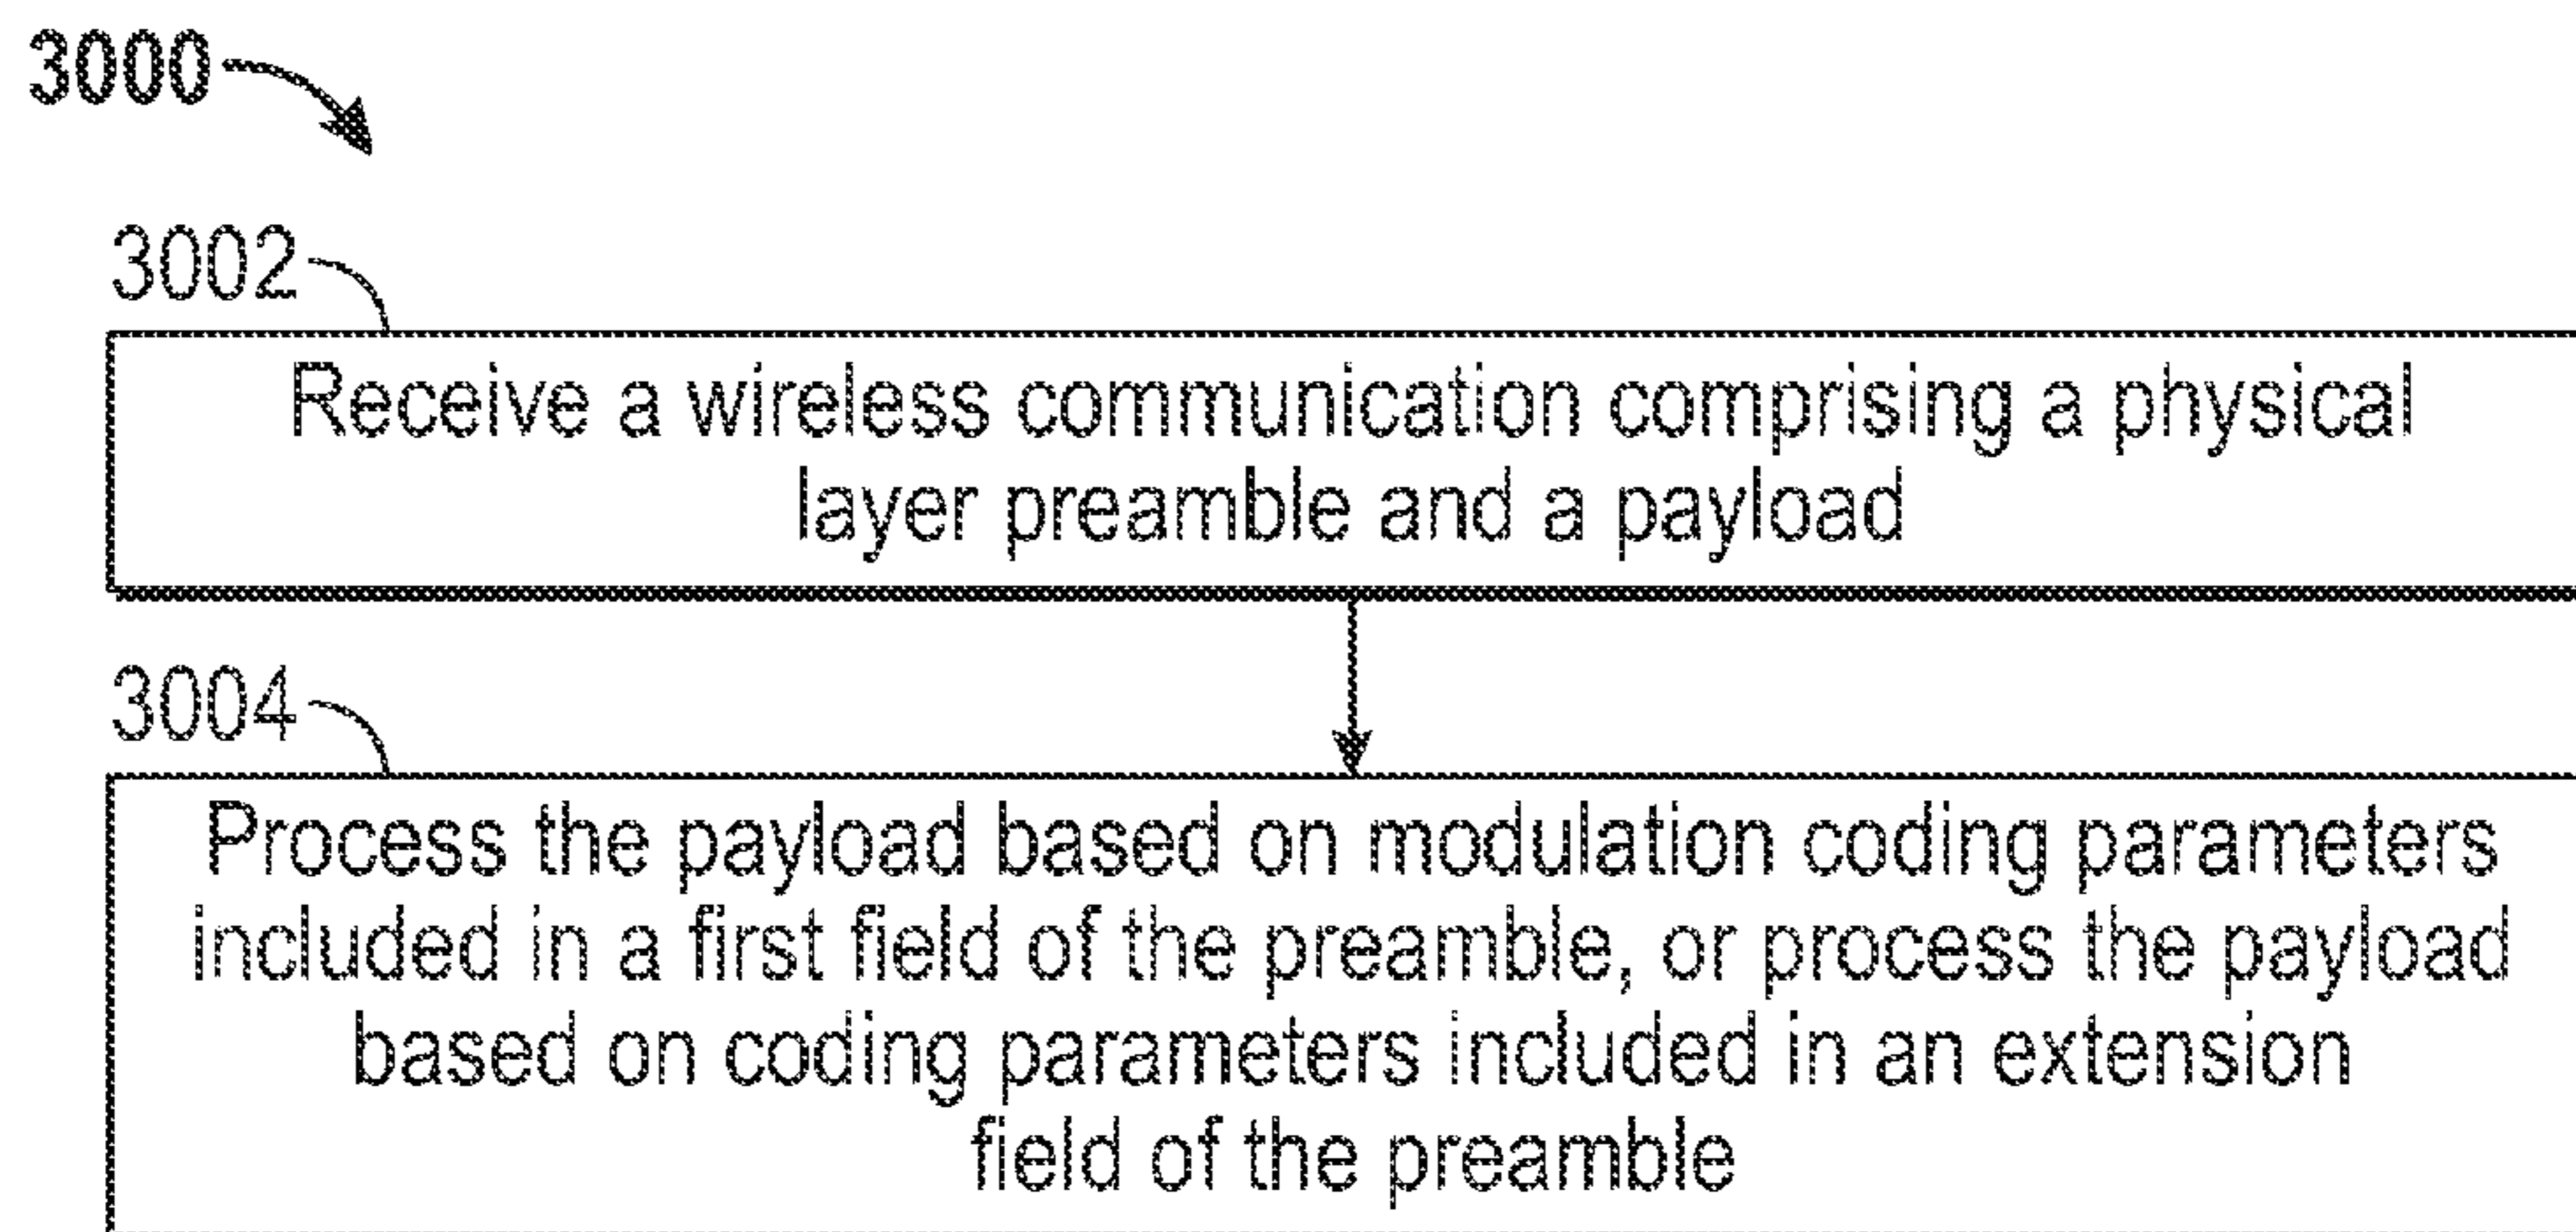 3000
3002
Receive a wireless communication comprising a physical
layer preamble and a payload
3004
Process the payload based on modulation coding parameters
included in a first field of the preamble, or process the payload
based on coding parameters included in an extension
field of the preamble